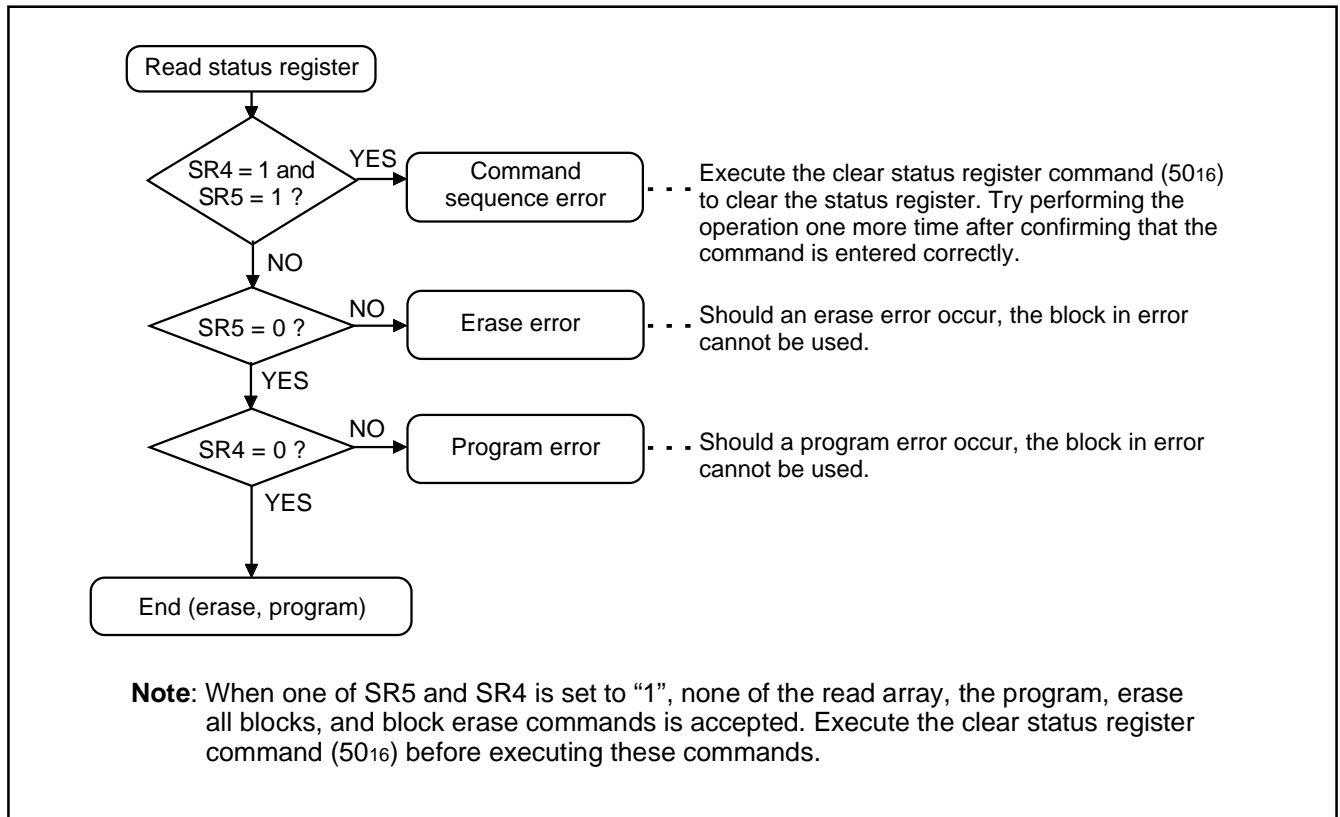 Read status register
SR4 = 1 and
SR5 = 1 ?
YES
Command
sequence error
Execute the clear status register command (5016)
to clear the status register. Try performing the
operation one more time after confirming that the
command is entered correctly.
NO
SR5 = 0 ?
NO
Erase error
Should an erase error occur, the block in error
cannot be used.
YES
SR4 = 0 ?
NO
Program error
Should a program error occur, the block in error
cannot be used.
YES
End (erase, program)
Note: When one of SR5 and SR4 is set to “1”, none of the read array, the program, erase
all blocks, and block erase commands is accepted. Execute the clear status register
command (5016) before executing these commands.